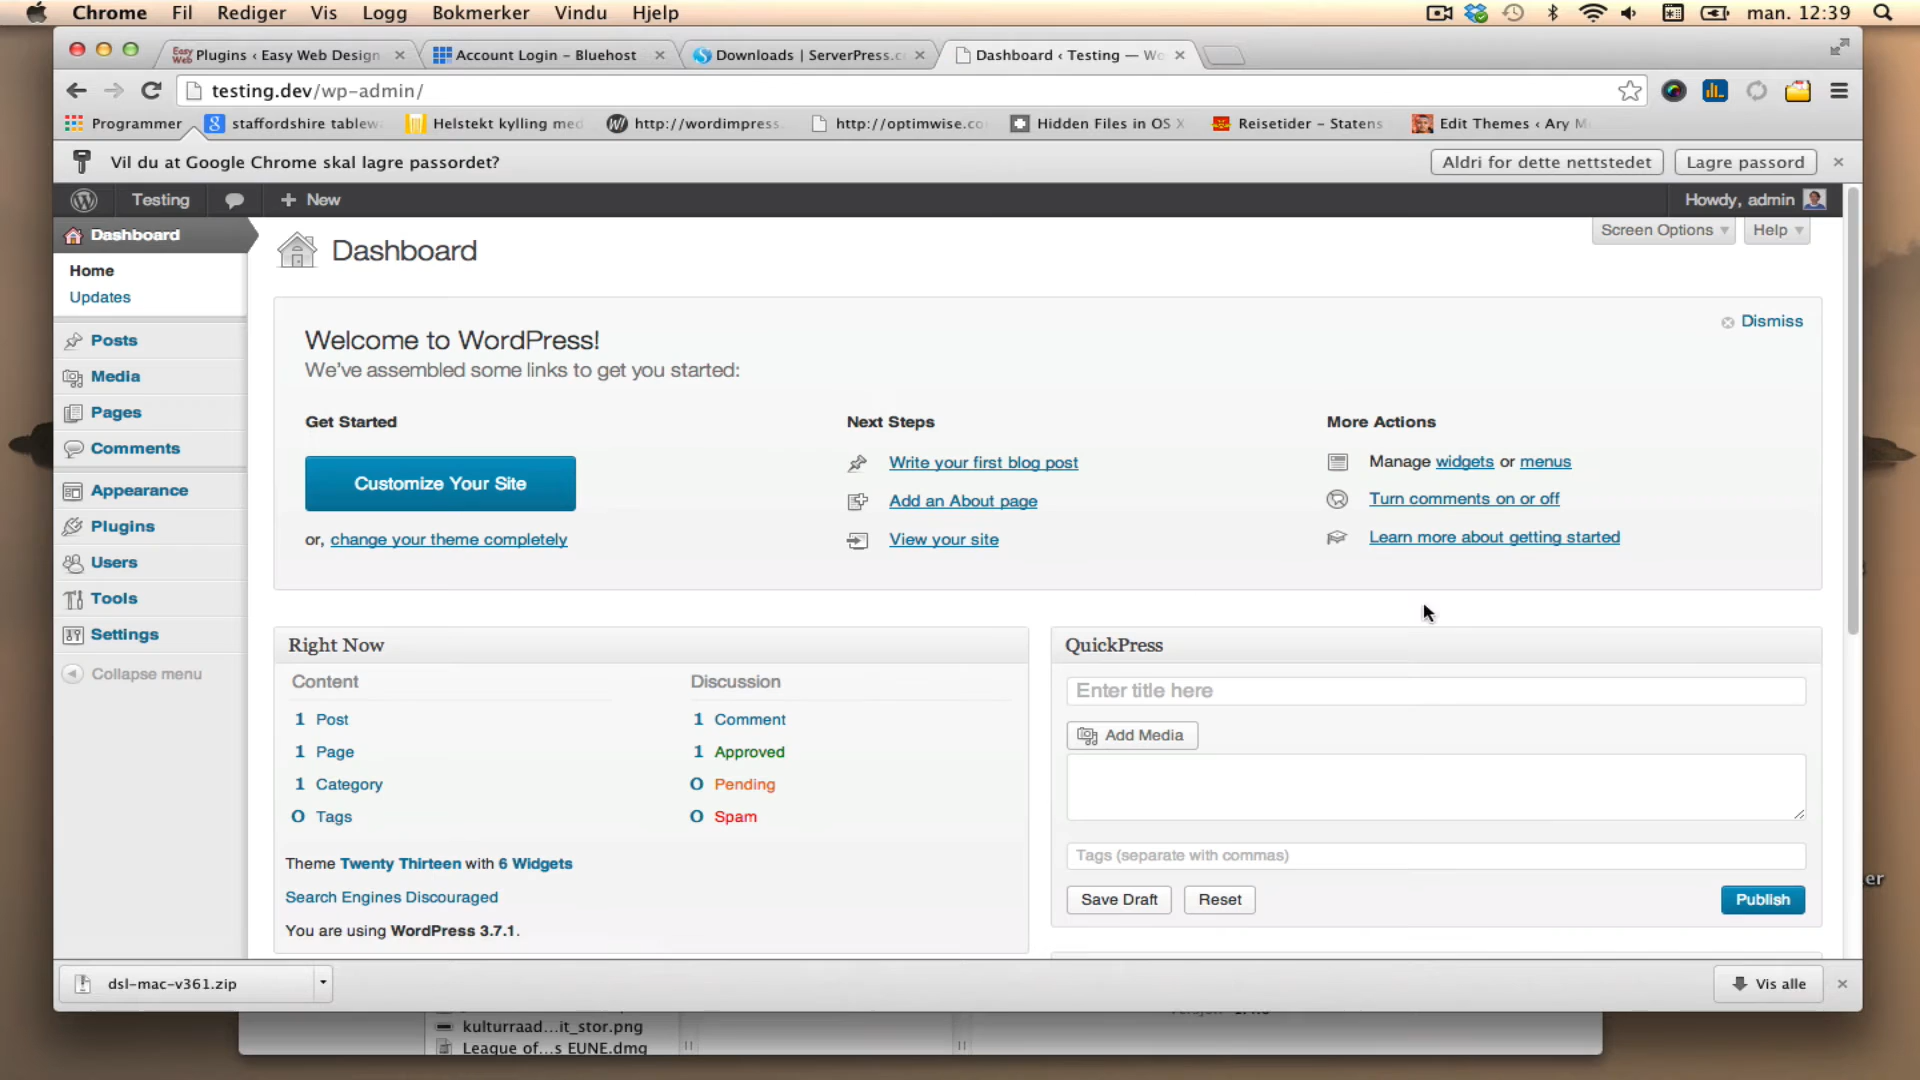 Chrome Fil Rediger Vis Logg Bokmerker Vindu Hjelp man. 12:39
Easy Web Plugins ‹ Easy Web Design Account Login – Bluehost Downloads | ServerPress.c Dashboard ‹ Testing — Wo
testing.dev/wp-admin/
Programmer staffordshire tablew Helstekt kylling med http://wordimpress. http://optimwise.co Hidden Files in OS X Reisetider – Statens Edit Themes ‹ Ary M
Vil du at Google Chrome skal lagre passordet? Aldri for dette nettstedet Lagre passord
Testing + New Howdy, admin
Dashboard
Home
Updates
Posts
Media
Pages
Comments
Appearance
Plugins
Users
Tools
Settings
Collapse menu
Screen Options Help
Dashboard
Dismiss
Welcome to WordPress!
We've assembled some links to get you started:
Get Started
Customize Your Site
or, change your theme completely
Next Steps
Write your first blog post
Add an About page
View your site
More Actions
Manage widgets or menus
Turn comments on or off
Learn more about getting started
Right Now
Content
1 Post
1 Page
1 Category
0 Tags
Discussion
1 Comment
1 Approved
0 Pending
0 Spam
Theme Twenty Thirteen with 6 Widgets
Search Engines Discouraged
You are using WordPress 3.7.1.
QuickPress
Enter title here
Add Media
Tags (separate with commas)
Save Draft Reset Publish
dsl-mac-v361.zip Vis alle
kulturraad...it_stor.png
League of...s EUNE.dmg
er